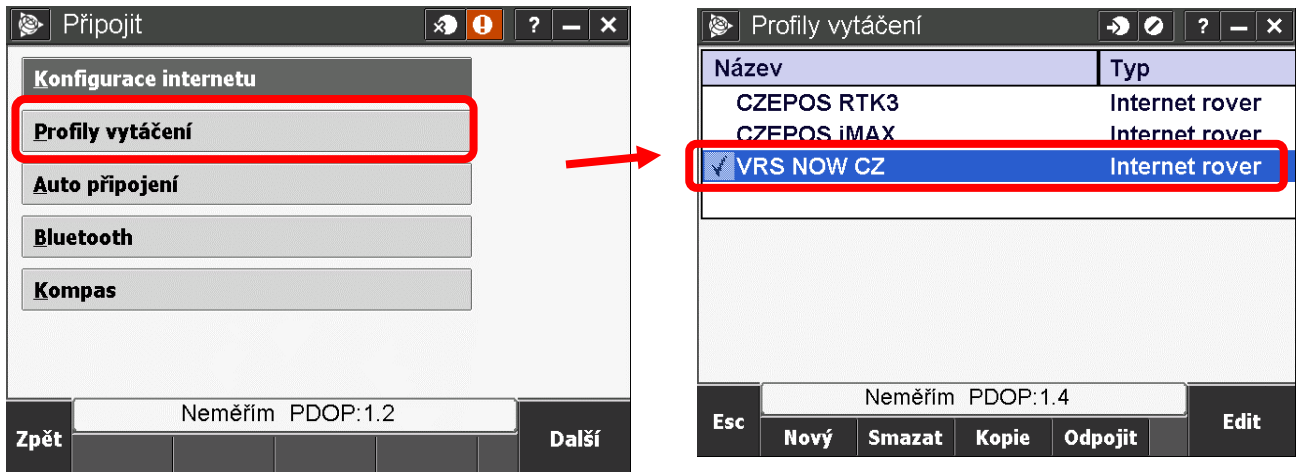 Připojit
? – ×
Konfigurace internetu
Profily vytáčení
Auto připojení
Bluetooth
Kompas
Neměřím PDOP:1.2
Zpět
Další
Profily vytáčení
? – ×
Název Typ
CZEPOS RTK3 Internet rover
CZEPOS iMAX Internet rover
VRS NOW CZ Internet rover
Neměřím PDOP:1.4
Esc Nový Smazat Kopie Odpojit Edit